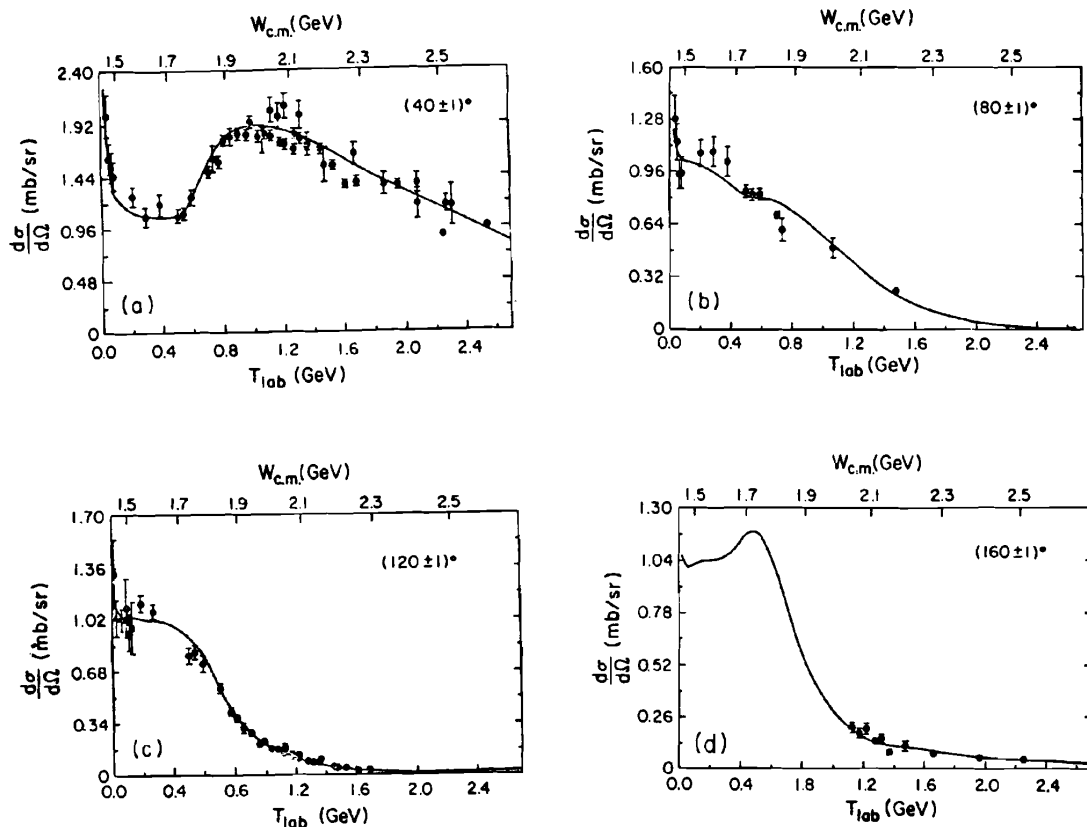 W c.m. (GeV)
1.5 1.7 1.9 2.1 2.3 2.5
2.40
1.92
1.44
0.96
0.48
0
dσ/dΩ (mb/sr)
(40±1)°
(a)
0.0 0.4 0.8 1.2 1.6 2.0 2.4
T lab (GeV)
W c.m. (GeV)
1.5 1.7 1.9 2.1 2.3 2.5
1.60
1.28
0.96
0.64
0.32
0
dσ/dΩ (mb/sr)
(80±1)°
(b)
0.0 0.4 0.8 1.2 1.6 2.0 2.4
T lab (GeV)
W c.m. (GeV)
1.5 1.7 1.9 2.1 2.3 2.5
1.70
1.36
1.02
0.68
0.34
0
dσ/dΩ (mb/sr)
(120±1)°
(c)
0.0 0.4 0.8 1.2 1.6 2.0 2.4
T lab (GeV)
W c.m. (GeV)
1.5 1.7 1.9 2.1 2.3 2.5
1.30
1.04
0.78
0.52
0.26
0
dσ/dΩ (mb/sr)
(160±1)°
(d)
0.0 0.4 0.8 1.2 1.6 2.0 2.4
T lab (GeV)